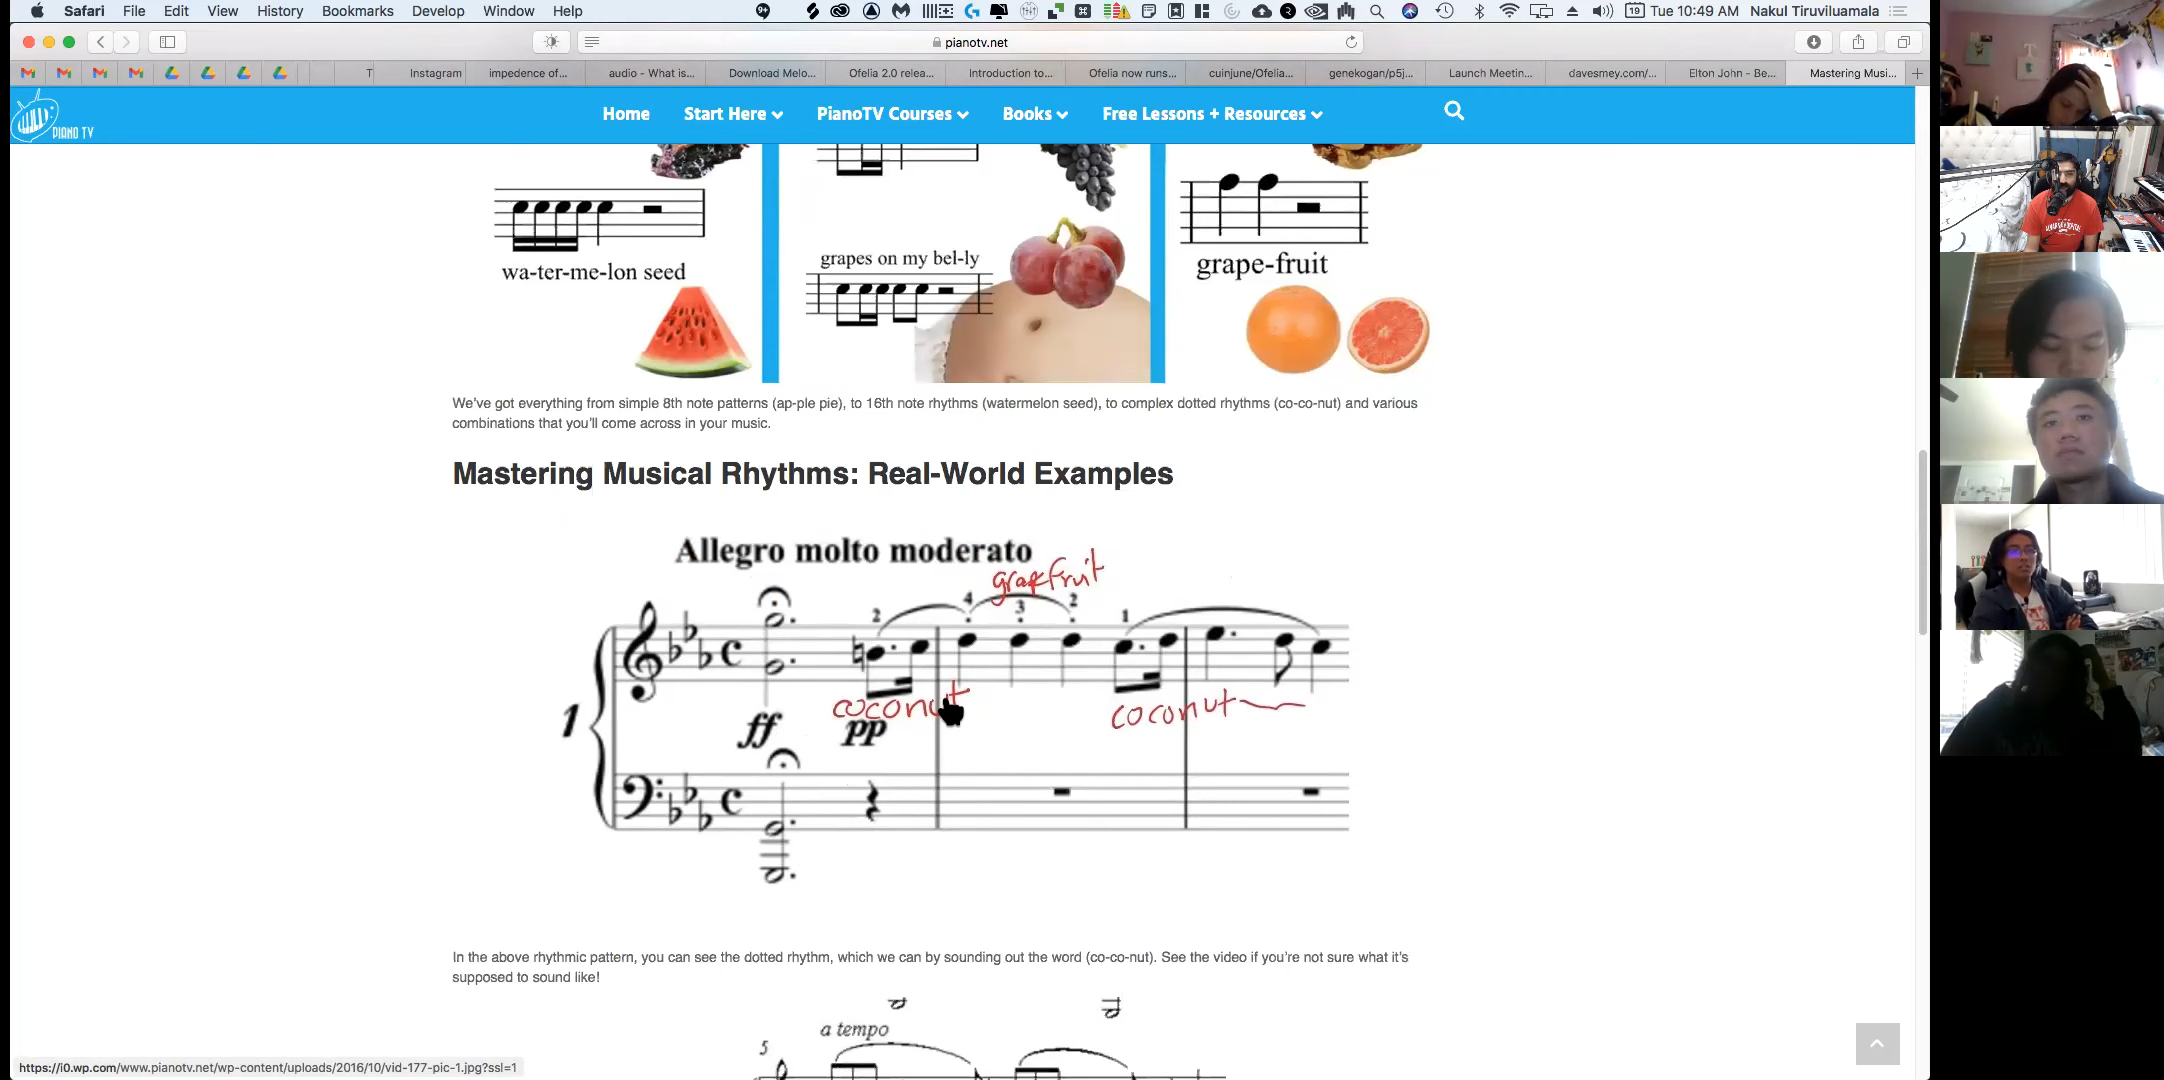 Safari File Edit View History Bookmarks Develop Window Help 9+ 19 Tue 10:49 AM Nakul Tiruviluamala
pianotv.net
T Instagram impedence of... audio - What is... Download Melo... Ofelia 2.0 relea... Introduction to... Ofelia now runs... cuinjune/Ofelia... genekogan/p5j... Launch Meetin... davesmey.com/... Elton John - Be... Mastering Musi...
PIANO TV Home Start Here PianoTV Courses Books Free Lessons + Resources
wa-ter-me-lon seed
grapes on my bel-ly
grape-fruit
We've got everything from simple 8th note patterns (ap-ple pie), to 16th note rhythms (watermelon seed), to complex dotted rhythms (co-co-nut) and various
combinations that you'll come across in your music.
Mastering Musical Rhythms: Real-World Examples
Allegro molto moderato
grapefruit
2 4 3 2 1
coconut coconut
1 ff pp
In the above rhythmic pattern, you can see the dotted rhythm, which we can by sounding out the word (co-co-nut). See the video if you're not sure what it's
supposed to sound like!
a tempo
5
https://i0.wp.com/www.pianotv.net/wp-content/uploads/2016/10/vid-177-pic-1.jpg?ssl=1